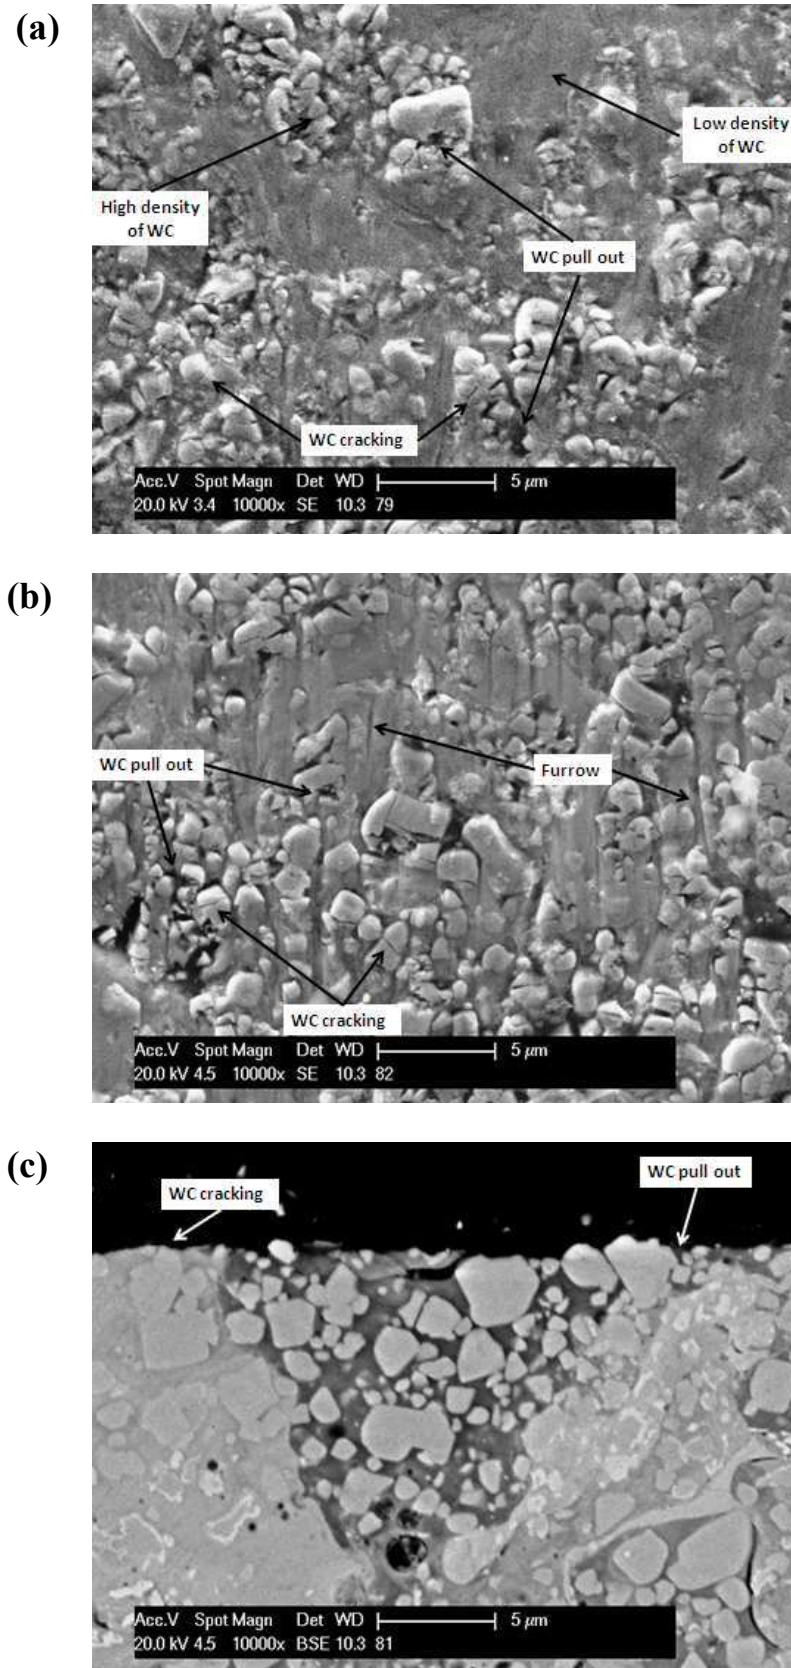 (a)
Low density
of WC
High density
of WC
WC pull out
WC cracking
Acc.V Spot Magn Det WD 5 µm
20.0 kV 3.4 10000x SE 10.3 79
(b)
WC pull out
Furrow
WC cracking
Acc.V Spot Magn Det WD 5 µm
20.0 kV 4.5 10000x SE 10.3 82
(c)
WC cracking
WC pull out
Acc.V Spot Magn Det WD 5 µm
20.0 kV 4.5 10000x BSE 10.3 81